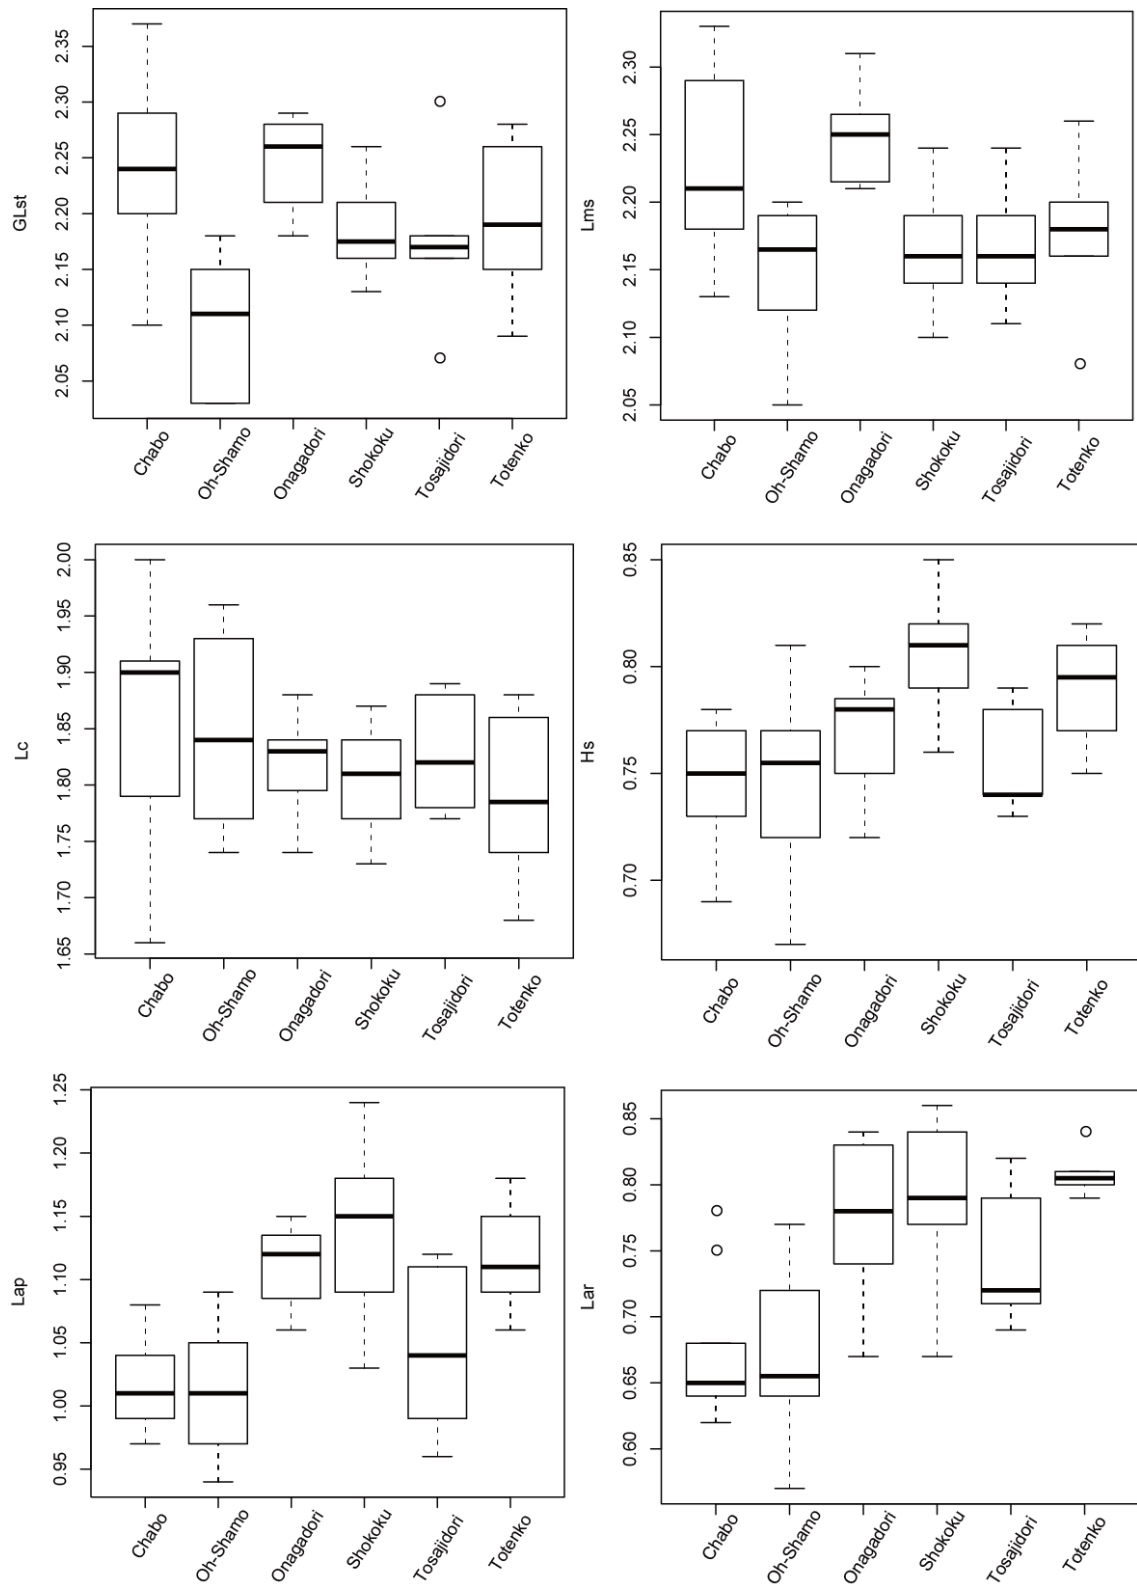 GLst
2.35
2.30
2.25
2.20
2.15
2.10
2.05
Chabo
Oh-Shamo
Onagadori
Shokoku
Tosajidori
Totenko
Lms
2.30
2.25
2.20
2.15
2.10
2.05
Chabo
Oh-Shamo
Onagadori
Shokoku
Tosajidori
Totenko
Lc
2.00
1.95
1.90
1.85
1.80
1.75
1.70
1.65
Chabo
Oh-Shamo
Onagadori
Shokoku
Tosajidori
Totenko
Hs
0.85
0.80
0.75
0.70
Chabo
Oh-Shamo
Onagadori
Shokoku
Tosajidori
Totenko
Lap
1.25
1.20
1.15
1.10
1.05
1.00
0.95
Chabo
Oh-Shamo
Onagadori
Shokoku
Tosajidori
Totenko
Lar
0.85
0.80
0.75
0.70
0.65
0.60
Chabo
Oh-Shamo
Onagadori
Shokoku
Tosajidori
Totenko